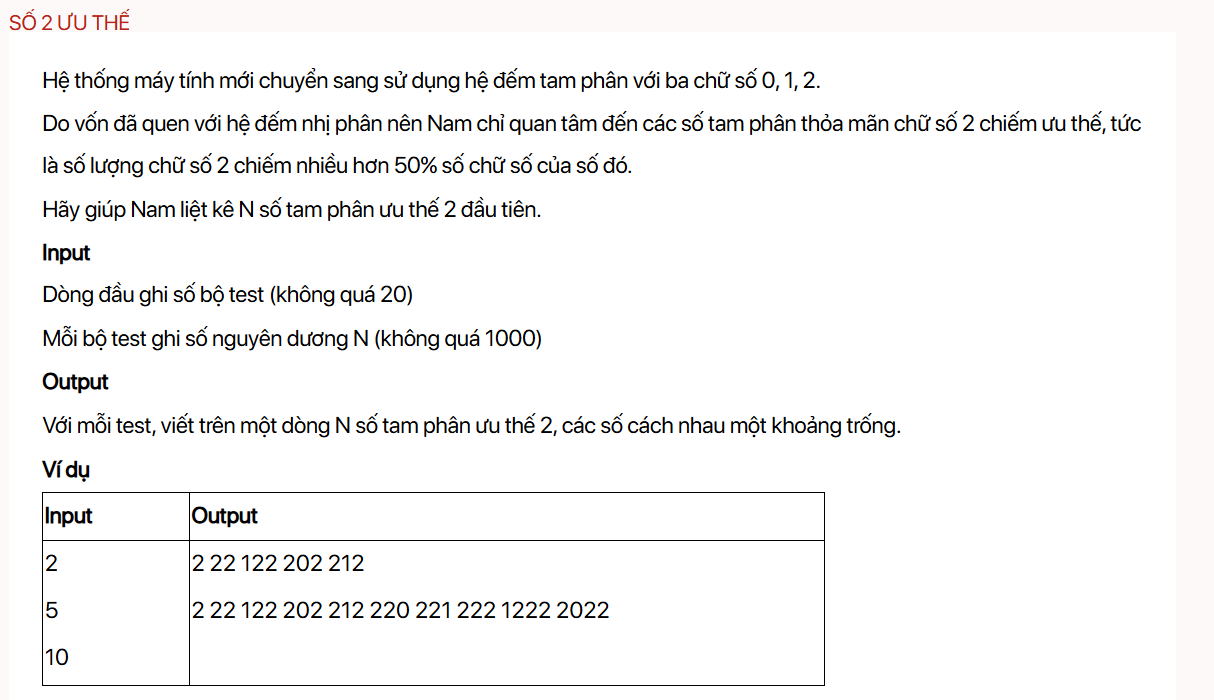 SỐ 2 ƯU THẾ
Hệ thống máy tính mới chuyển sang sử dụng hệ đếm tam phân với ba chữ số 0, 1, 2.
Do vốn đã quen với hệ đếm nhị phân nên Nam chỉ quan tâm đến các số tam phân thỏa mãn chữ số 2 chiếm ưu thế, tức
là số lượng chữ số 2 chiếm nhiều hơn 50% số chữ số của số đó.
Hãy giúp Nam liệt kê N số tam phân ưu thế 2 đầu tiên.
Input
Dòng đầu ghi số bộ test (không quá 20)
Mỗi bộ test ghi số nguyên dương N (không quá 1000)
Output
Với mỗi test, viết trên một dòng N số tam phân ưu thế 2, các số cách nhau một khoảng trống.
Ví dụ
Input Output
2 2 22 122 202 212
5 2 22 122 202 212 220 221 222 1222 2022
10